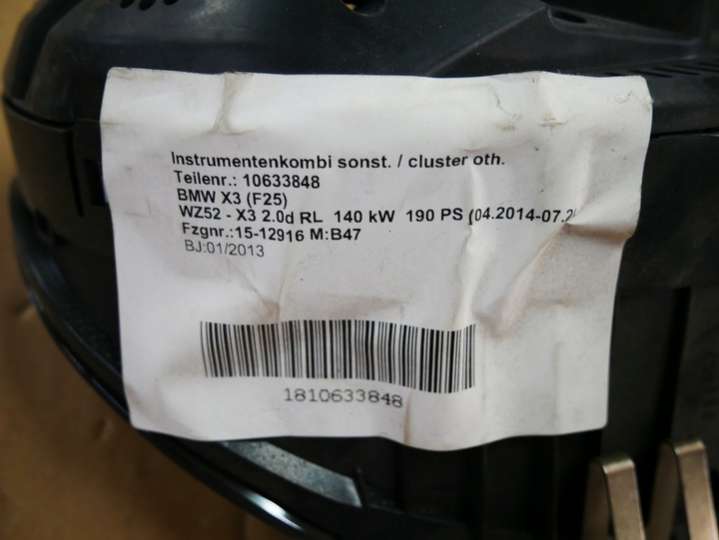 Instrumentenkombi sonst. / cluster oth.
Teilenr.: 10633848
BMW X3 (F25)
WZ52 - X3 2.0d RL 140 kW 190 PS (04.2014-07.2
Fzgnr.:15-12916 M:B47
BJ:01/2013
1810633848